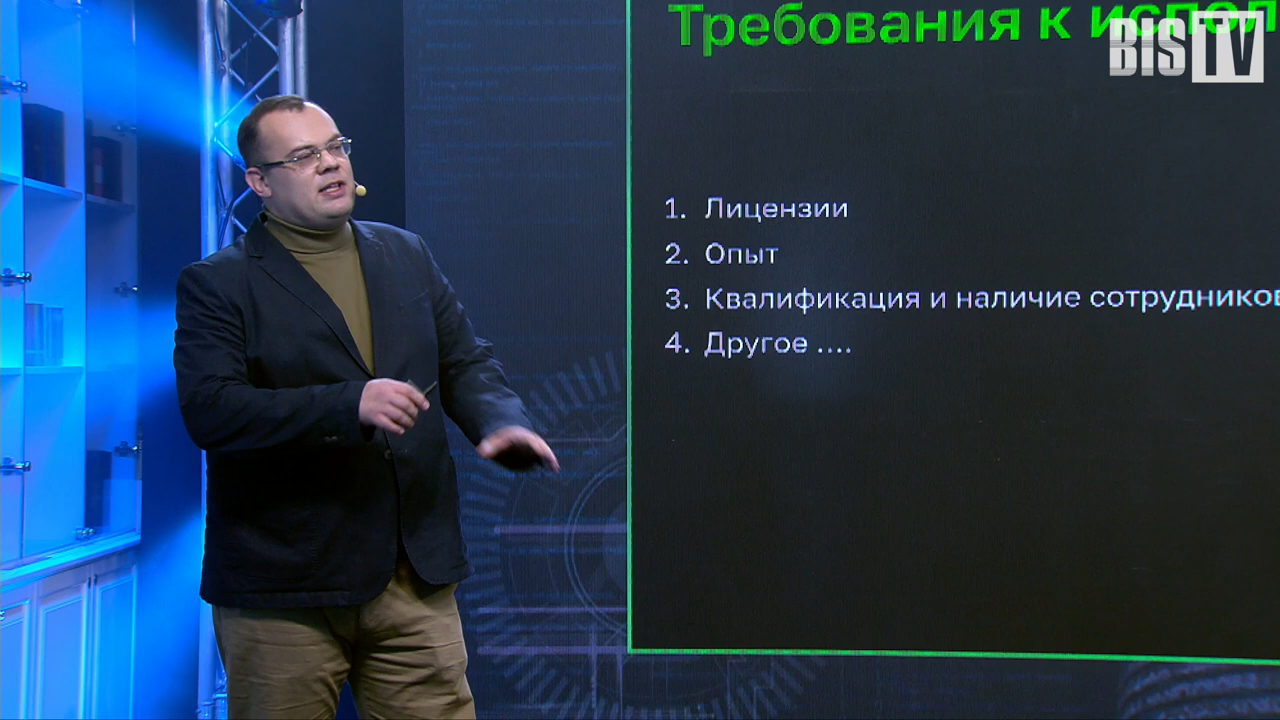 Требования к испол
BIS TV
1. Лицензии
2. Опыт
3. Квалификация и наличие сотрудников
4. Другое ....